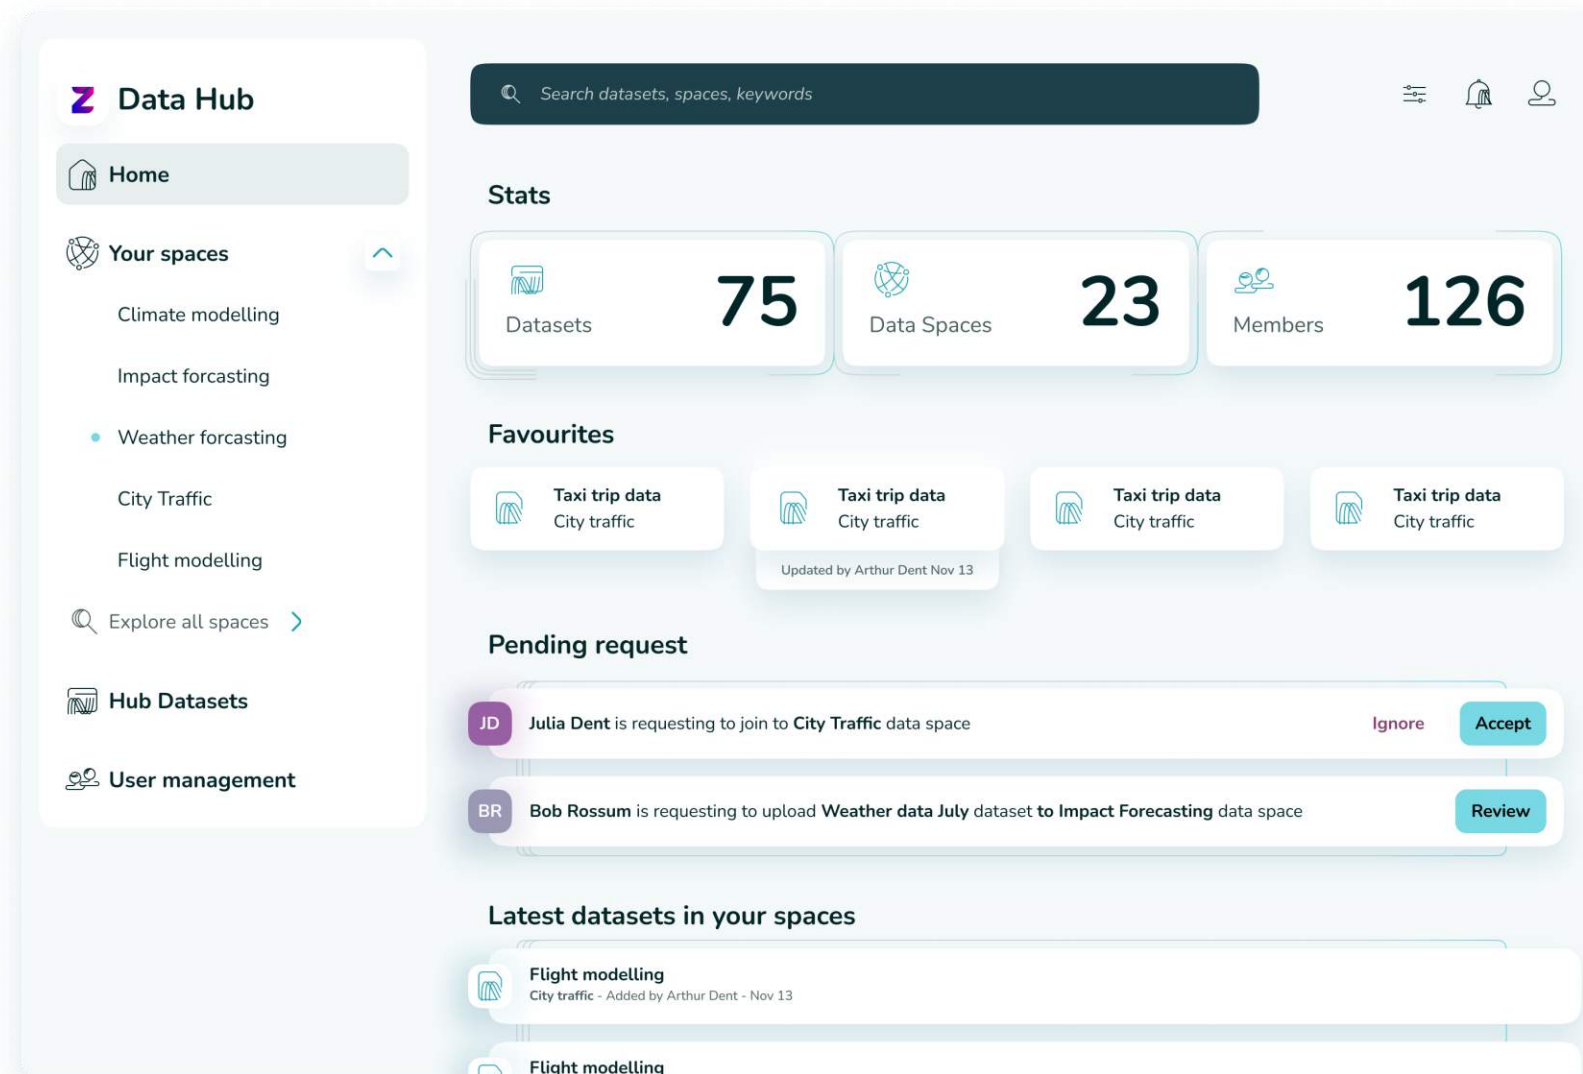 Z Data Hub
Home
Your spaces
Climate modelling
Impact forcasting
Weather forcasting
City Traffic
Flight modelling
Explore all spaces
Hub Datasets
User management
Search datasets, spaces, keywords
Stats
Datasets 75
Data Spaces 23
Members 126
Favourites
Taxi trip data
City traffic
Taxi trip data
City traffic
Updated by Arthur Dent Nov 13
Taxi trip data
City traffic
Taxi trip data
City traffic
Pending request
JD Julia Dent is requesting to join to City Traffic data space Ignore Accept
BR Bob Rossum is requesting to upload Weather data July dataset to Impact Forecasting data space Review
Latest datasets in your spaces
Flight modelling
City traffic - Added by Arthur Dent - Nov 13
Flight modelling